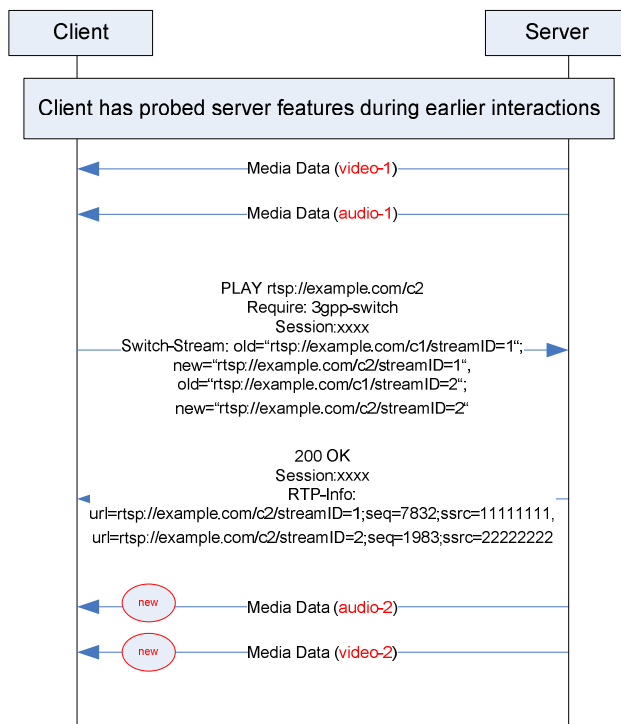 Client
Server
Client has probed server features during earlier interactions
Media Data (video-1)
Media Data (audio-1)
PLAY rtsp://example.com/c2
Require: 3gpp-switch
Session:xxxx
Switch-Stream: old=“rtsp://example.com/c1/streamID=1“;
new=“rtsp://example.com/c2/streamID=1“,
old=“rtsp://example.com/c1/streamID=2“;
new=“rtsp://example.com/c2/streamID=2“
200 OK
Session:xxxx
RTP-Info:
url=rtsp://example.com/c2/streamID=1;seq=7832;ssrc=11111111,
url=rtsp://example.com/c2/streamID=2;seq=1983;ssrc=22222222
new
Media Data (audio-2)
new
Media Data (video-2)